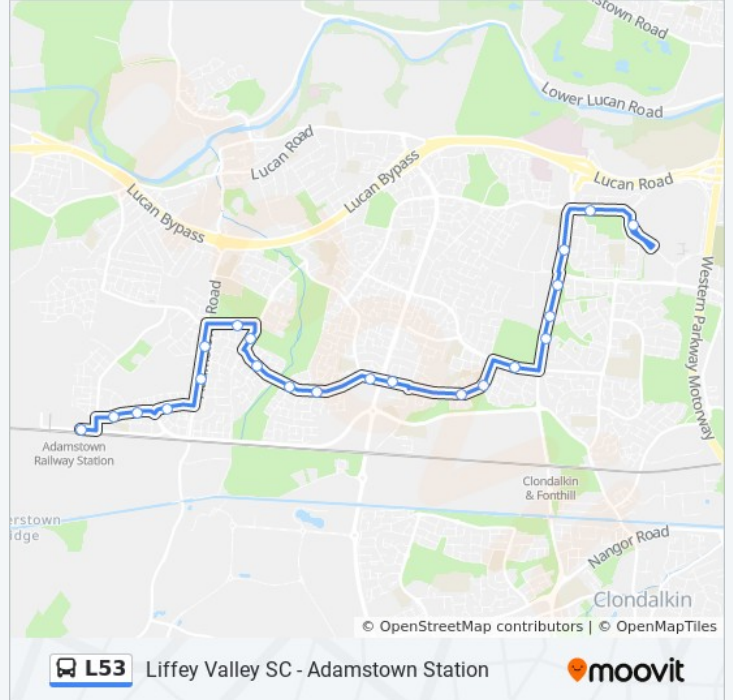 stown Road
Lower Lucan Road
Lucan Road
Lucan Bypass
Lucan Road
Lucan Bypass
Road
Western Parkway Motorway
Adamstown
Railway Station
Clondalkin
& Fonthill
erstown
idge
Nangor Road
Clondalkin
© OpenStreetMap contributors | © OpenMapTiles
L53 Liffey Valley SC - Adamstown Station moovit